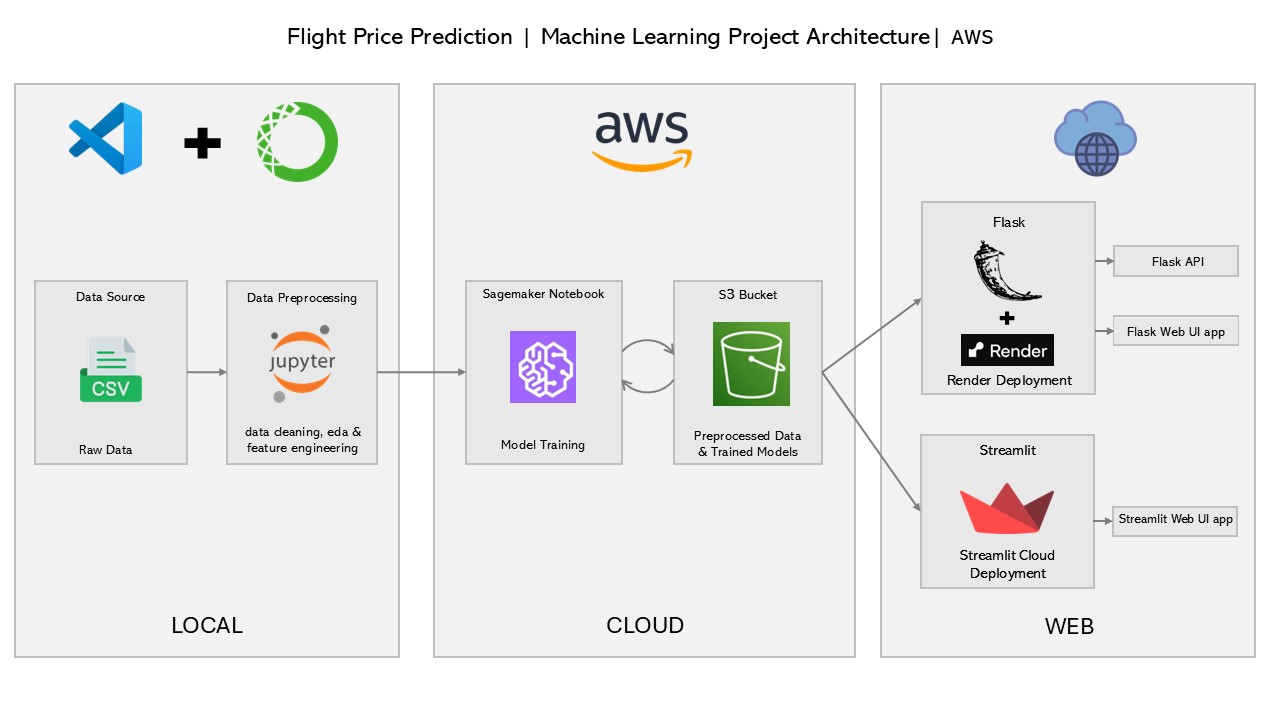 Flight Price Prediction | Machine Learning Project Architecture| AWS
aws
Data Source
CSV
Raw Data
Data Preprocessing
jupyter
data cleaning, eda &
feature engineering
LOCAL
Sagemaker Notebook
Model Training
S3 Bucket
Preprocessed Data
& Trained Models
CLOUD
Flask
Render
Render Deployment
Flask API
Flask Web UI app
Streamlit
Streamlit Cloud
Deployment
Streamlit Web UI app
WEB